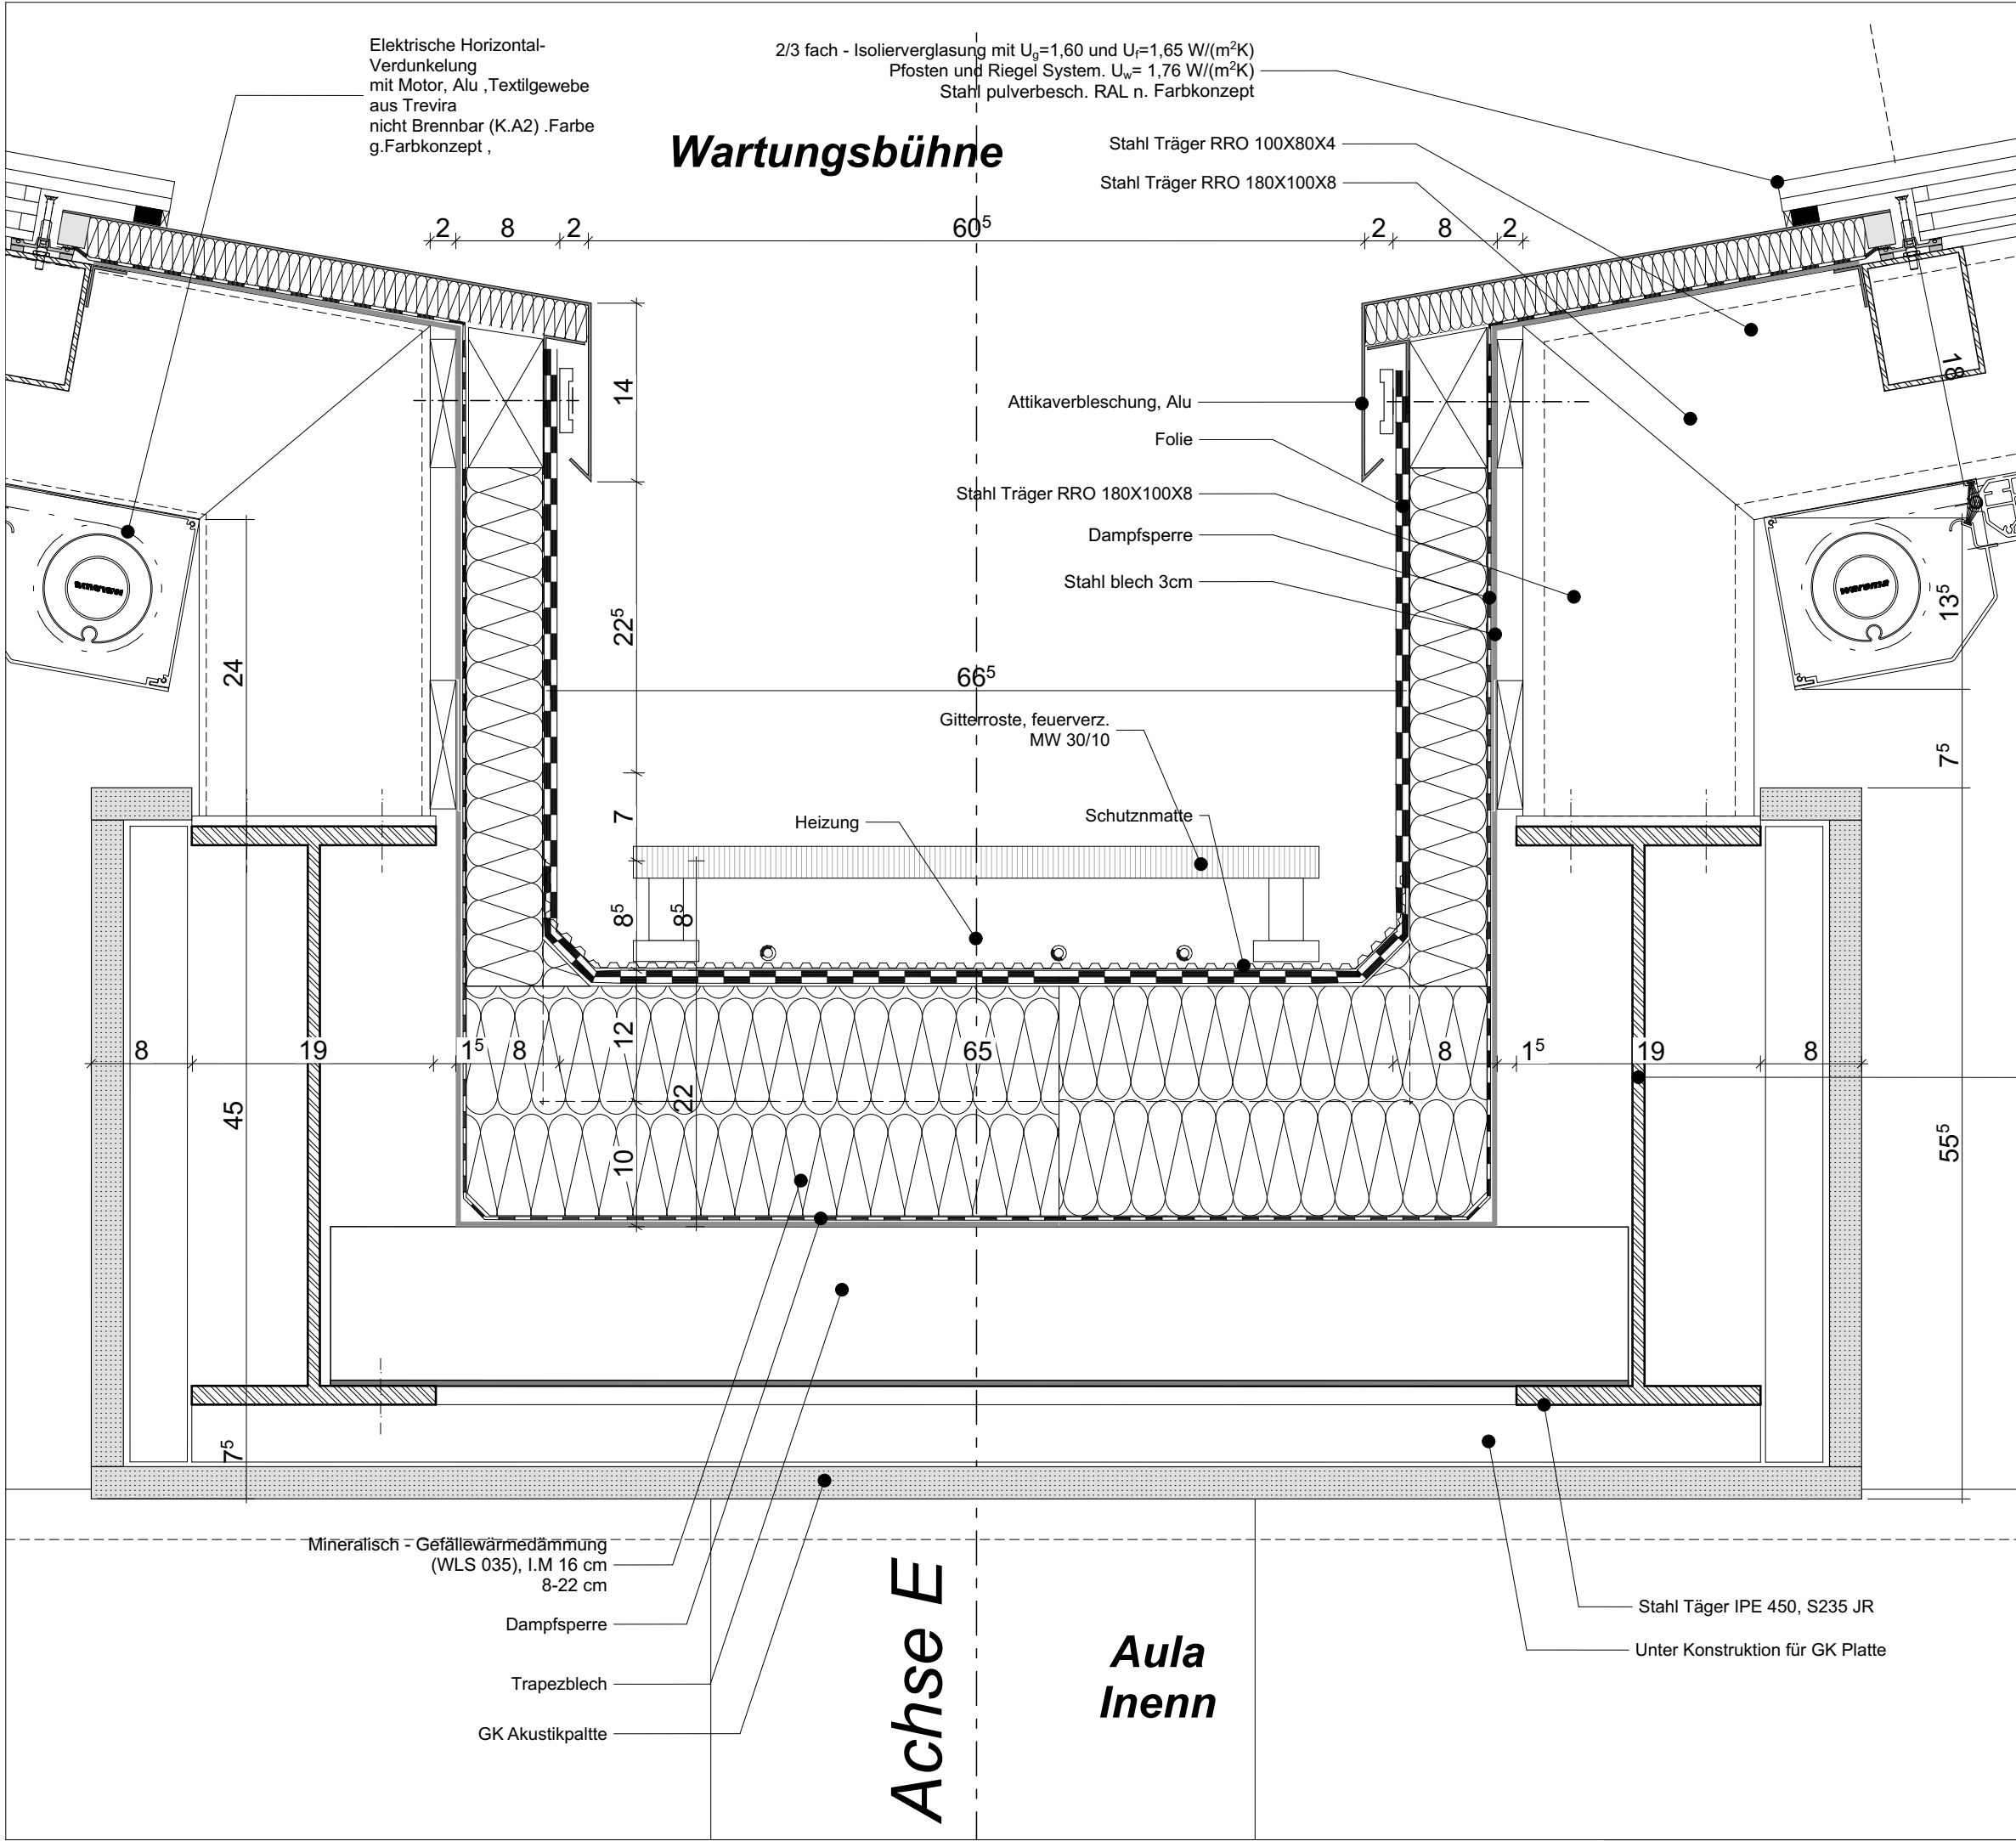 Elektrische Horizontal-
Verdunkelung
mit Motor, Alu ,Textilgewebe
aus Trevira
nicht Brennbar (K.A2) .Farbe
g.Farbkonzept ,
2/3 fach - Isolierverglasung mit Ug=1,60 und Uf=1,65 W/(m²K)
Pfosten und Riegel System. Uw= 1,76 W/(m²K)
Stahl pulverbesch. RAL n. Farbkonzept
Wartungsbühne
Stahl Träger RRO 100X80X4
Stahl Träger RRO 180X100X8
2 8 2 60⁵ 2 8 2
14
18
Attikaverbleschung, Alu
Folie
Stahl Träger RRO 180X100X8
Dampfsperre
Stahl blech 3cm
warema
warema
13⁵
22⁵
24
66⁵
Gitterroste, feuerverz.
MW 30/10
7⁵
7
Heizung
Schutznmatte
8⁵
8⁵
12
8 19 1⁵ 8 65 8 1⁵ 19 8
22
45
10
55⁵
7⁵
Mineralisch - Gefällewärmedämmung
(WLS 035), I.M 16 cm
8-22 cm
Dampfsperre
Trapezblech
GK Akustikpaltte
Achse E
Aula
Inenn
Stahl Täger IPE 450, S235 JR
Unter Konstruktion für GK Platte